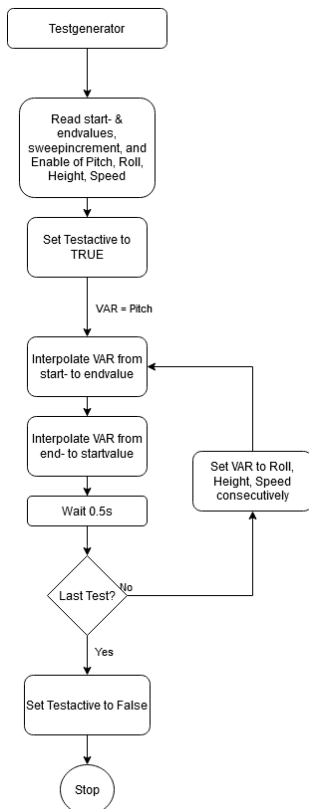 Testgenerator
Read start- &
endvalues,
sweepincrement, and
Enable of Pitch, Roll,
Height, Speed
Set Testactive to
TRUE
VAR = Pitch
Interpolate VAR from
start- to endvalue
Interpolate VAR from
end- to startvalue
Set VAR to Roll,
Height, Speed
consecutively
Wait 0.5s
Last Test?
No
Yes
Set Testactive to False
Stop